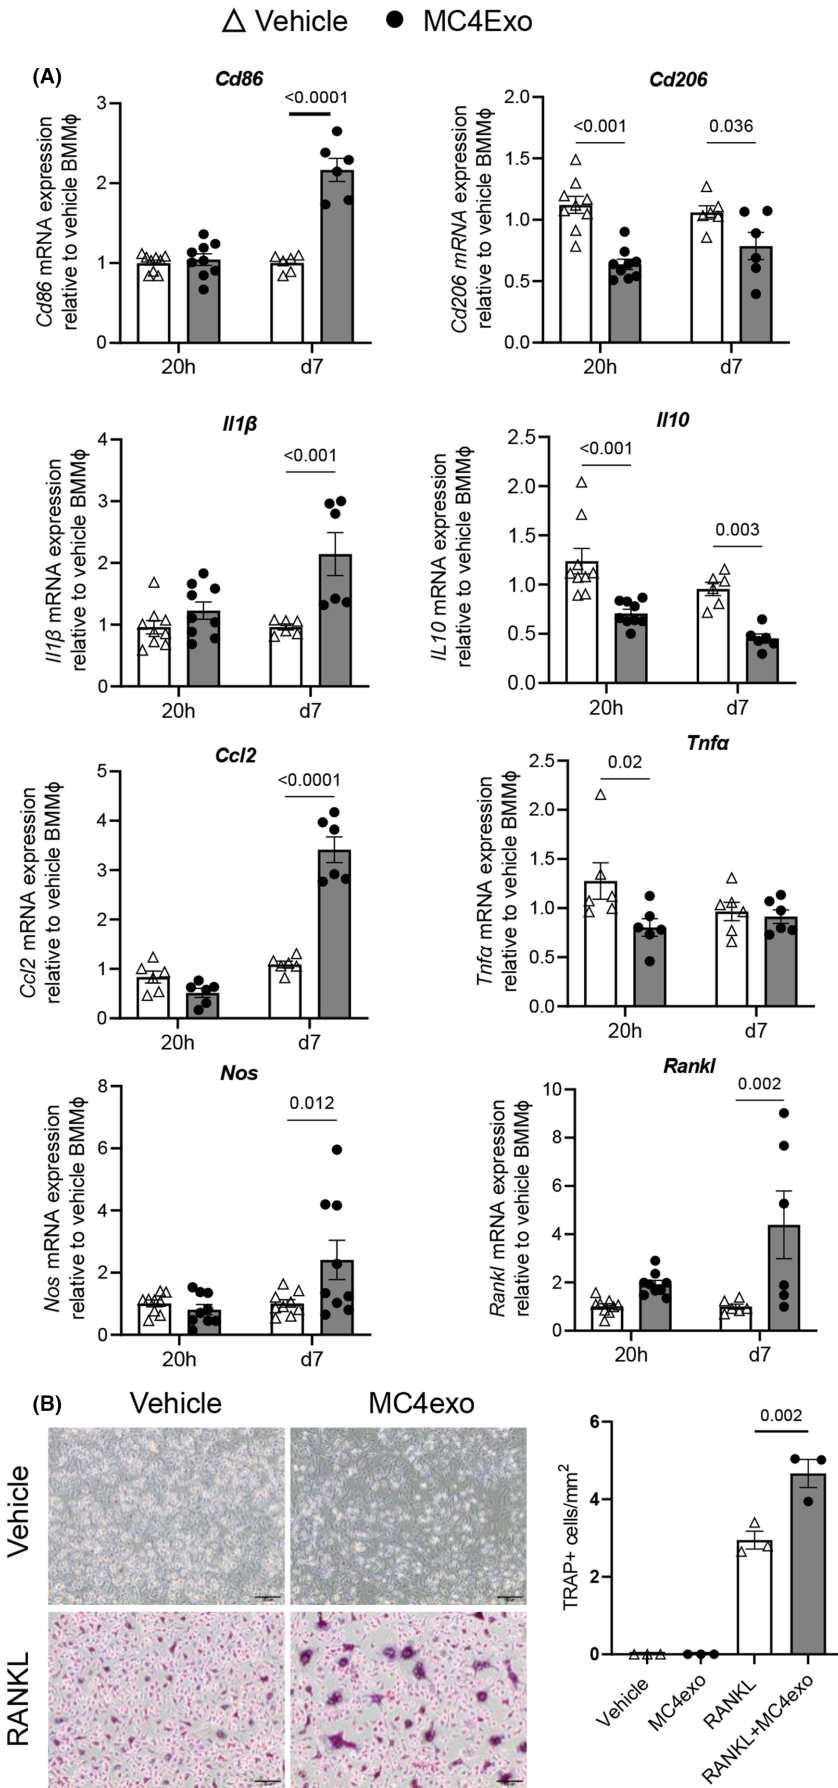 Vehicle MC4Exo
(A)
Cd86
Cd86 mRNA expression
relative to vehicle BMMϕ
3
2
1
0
<0.0001
20h d7
Cd206
Cd206 mRNA expression
relative to vehicle BMMϕ
2.0
1.5
1.0
0.5
0.0
<0.001 0.036
20h d7
Il1β
Il1β mRNA expression
relative to vehicle BMMϕ
4
3
2
1
0
<0.001
20h d7
Il10
IL10 mRNA expression
relative to vehicle BMMϕ
2.5
2.0
1.5
1.0
0.5
0.0
<0.001
0.003
20h d7
Ccl2
Ccl2 mRNA expression
relative to vehicle BMMϕ
5
4
3
2
1
0
<0.0001
20h d7
Tnfα
Tnfα mRNA expression
relative to vehicle BMMϕ
2.5
2.0
1.5
1.0
0.5
0.0
0.02
20h d7
Nos
Nos mRNA expression
relative to vehicle BMMϕ
8
6
4
2
0
0.012
20h d7
Rankl
Rankl mRNA expression
relative to vehicle BMMϕ
10
8
6
4
2
0
0.002
20h d7
(B)
Vehicle MC4exo
Vehicle
RANKL
TRAP+ cells/mm2
6
4
2
0
0.002
Vehicle
MC4exo
RANKL
RANKL+MC4exo